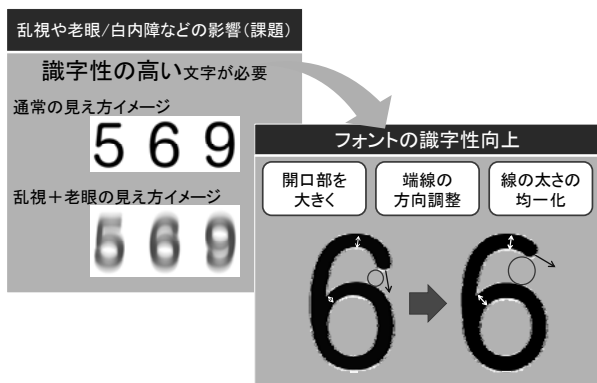 乱視や老眼/白内障などの影響(課題)
識字性の高い文字が必要
通常の見え方イメージ
5 6 9
乱視+老眼の見え方イメージ
5 6 9
フォントの識字性向上
開口部を
大きく
端線の
方向調整
線の太さの
均一化
6 6